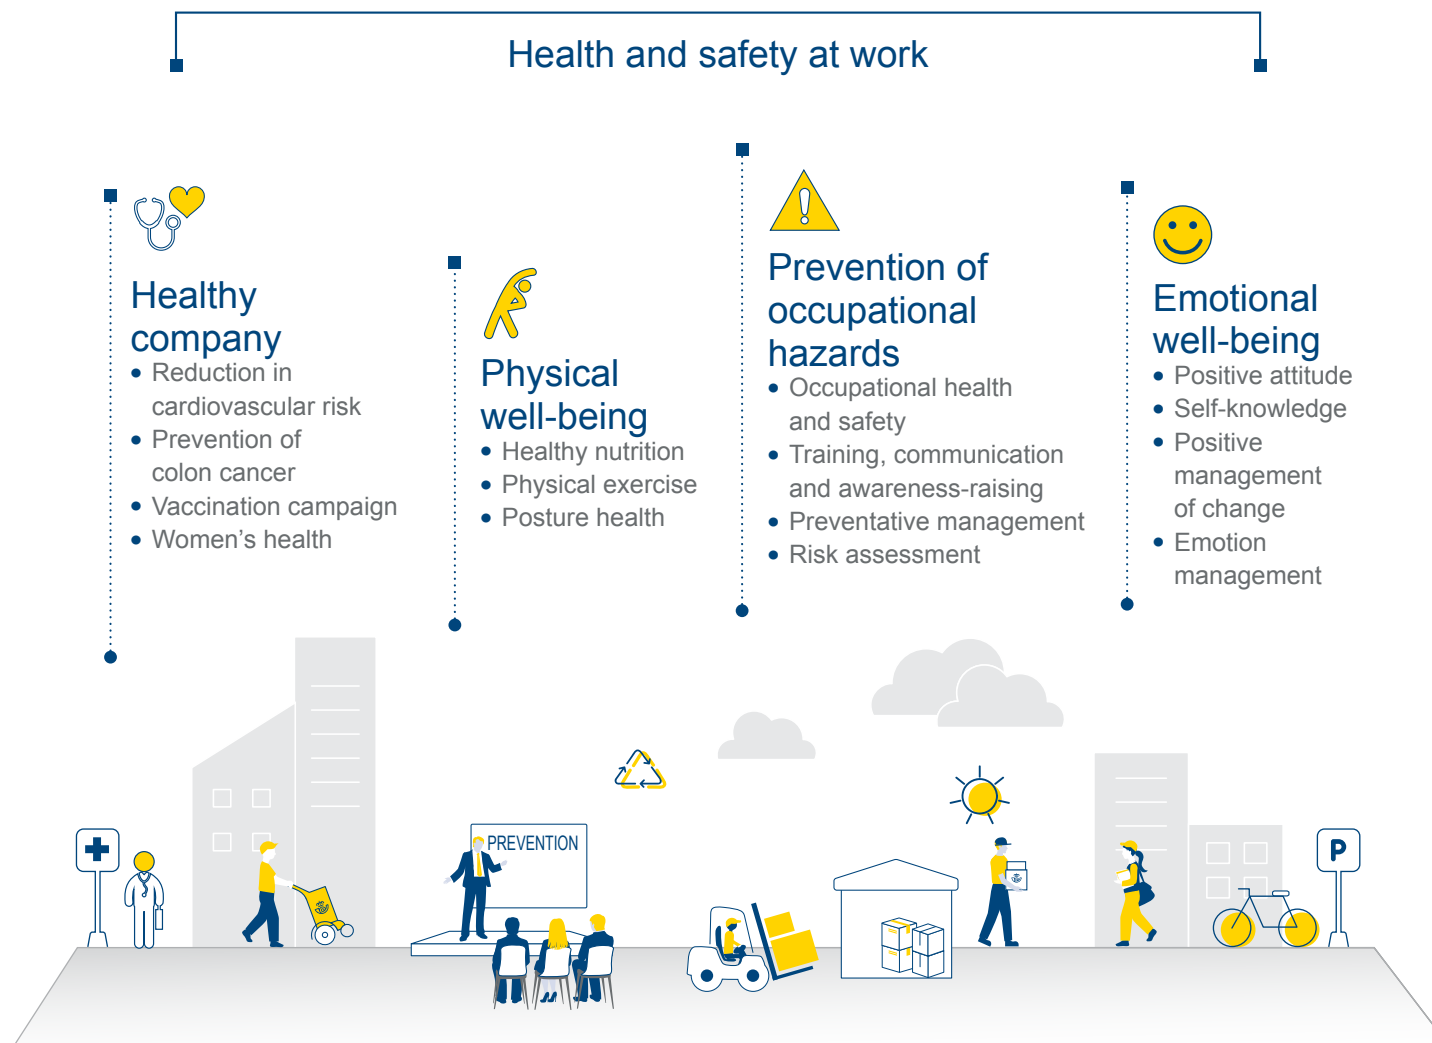 Health and safety at work
Healthy
company
• Reduction in
cardiovascular risk
• Prevention of
colon cancer
• Vaccination campaign
• Women’s health
Physical
well-being
• Healthy nutrition
• Physical exercise
• Posture health
Prevention of
occupational
hazards
• Occupational health
and safety
• Training, communication
and awareness-raising
• Preventative management
• Risk assessment
Emotional
well-being
• Positive attitude
• Self-knowledge
• Positive
management
of change
• Emotion
management
PREVENTION
P